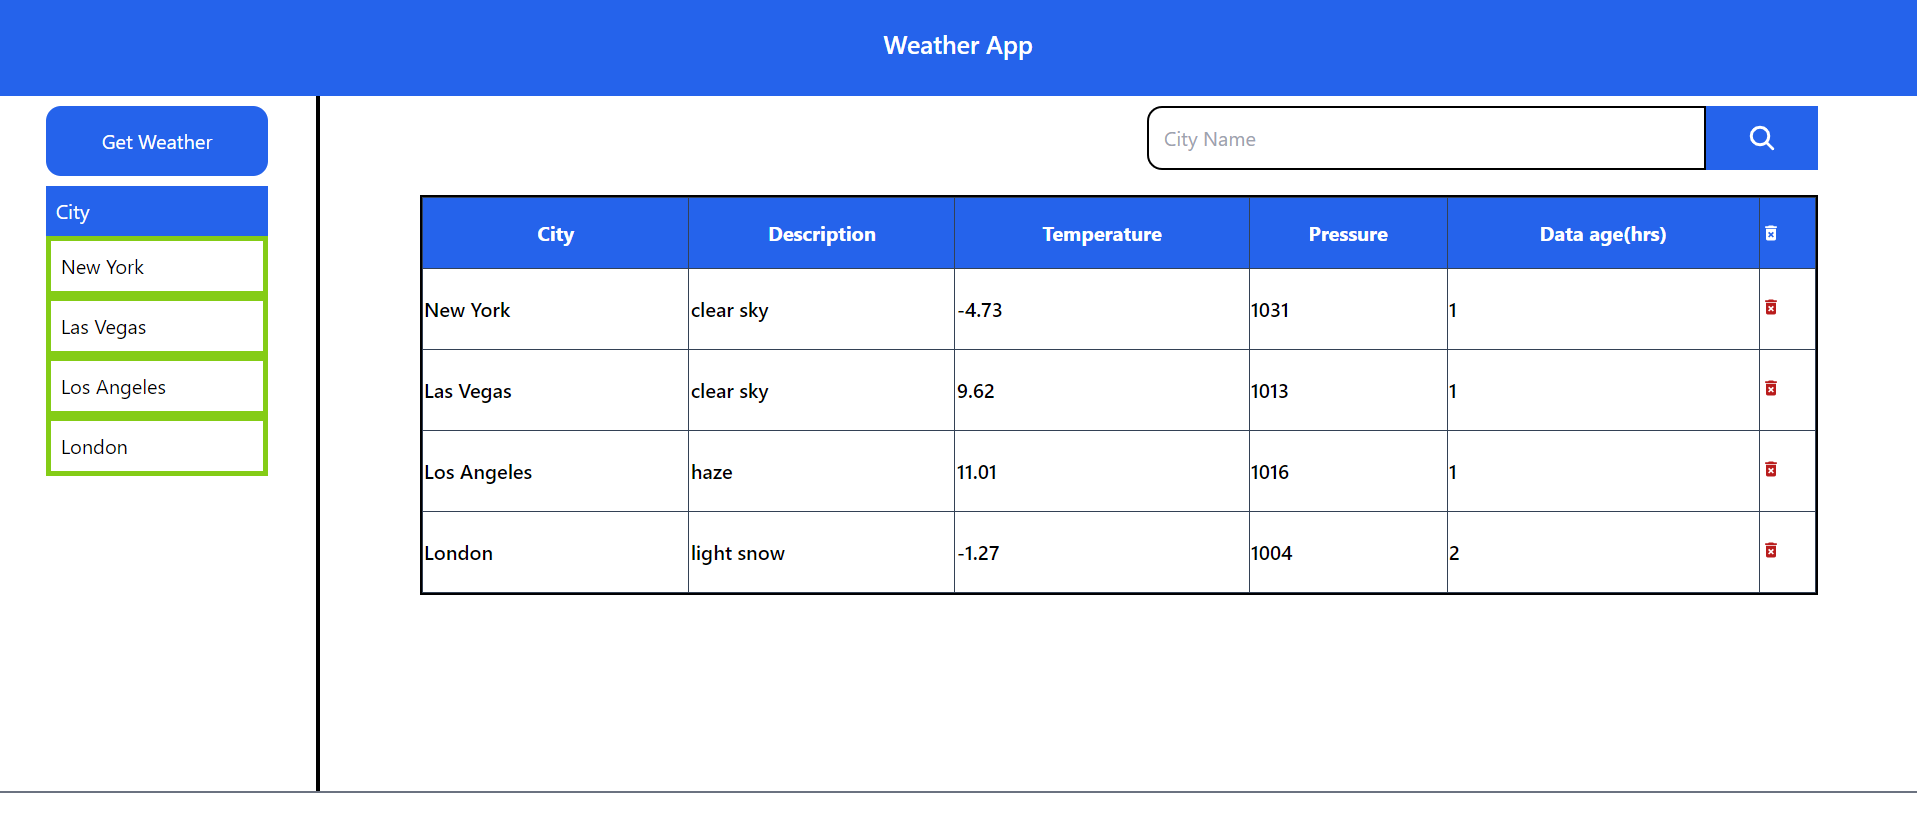 Weather App
Get Weather
City
New York
Las Vegas
Los Angeles
London
City Name
City Description Temperature Pressure Data age(hrs)
New York clear sky -4.73 1031 1
Las Vegas clear sky 9.62 1013 1
Los Angeles haze 11.01 1016 1
London light snow -1.27 1004 2